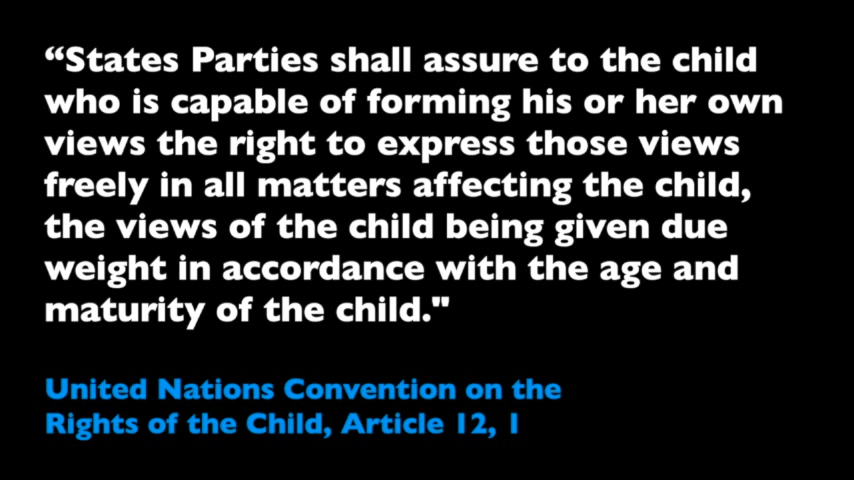 “States Parties shall assure to the child
who is capable of forming his or her own
views the right to express those views
freely in all matters affecting the child,
the views of the child being given due
weight in accordance with the age and
maturity of the child."
United Nations Convention on the
Rights of the Child, Article 12, 1